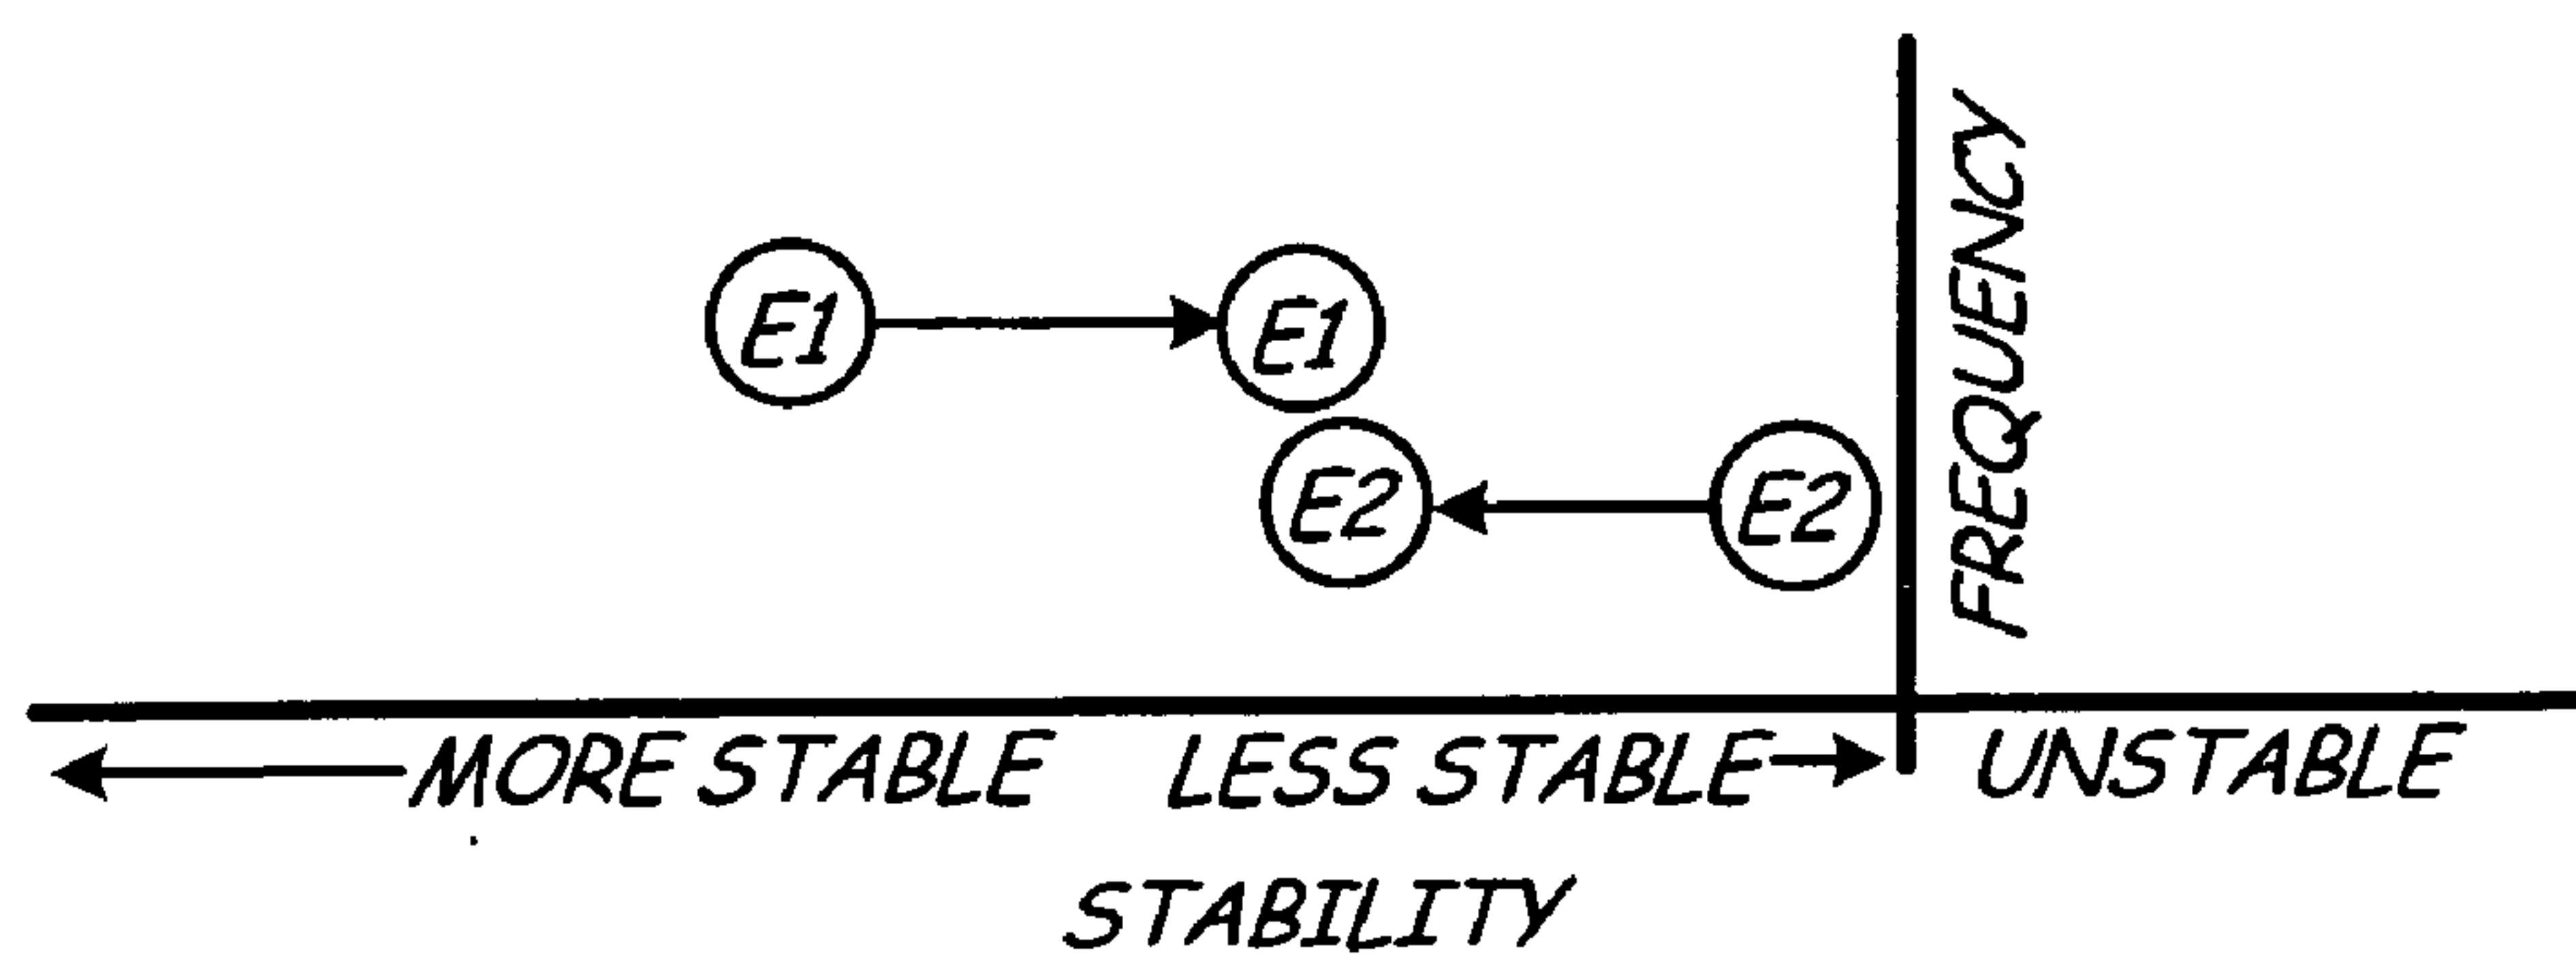 FREQUENCY
E1 E1
E2 E2
MORE STABLE LESS STABLE UNSTABLE
STABILITY